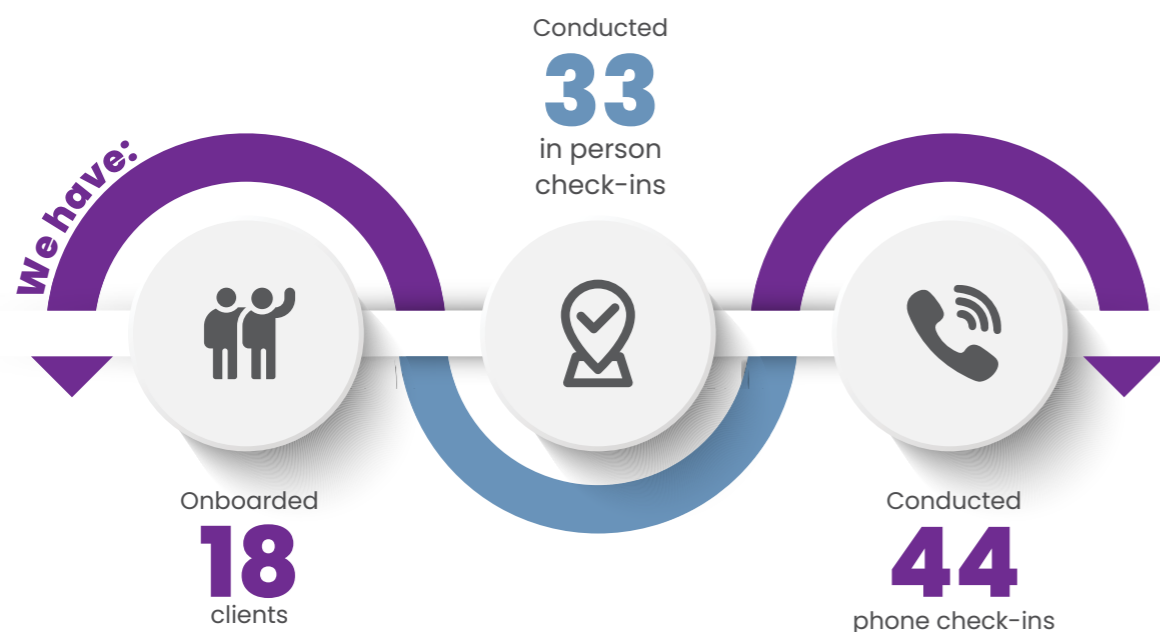 We have:
Onboarded
18
clients
Conducted
33
in person
check-ins
Conducted
44
phone check-ins